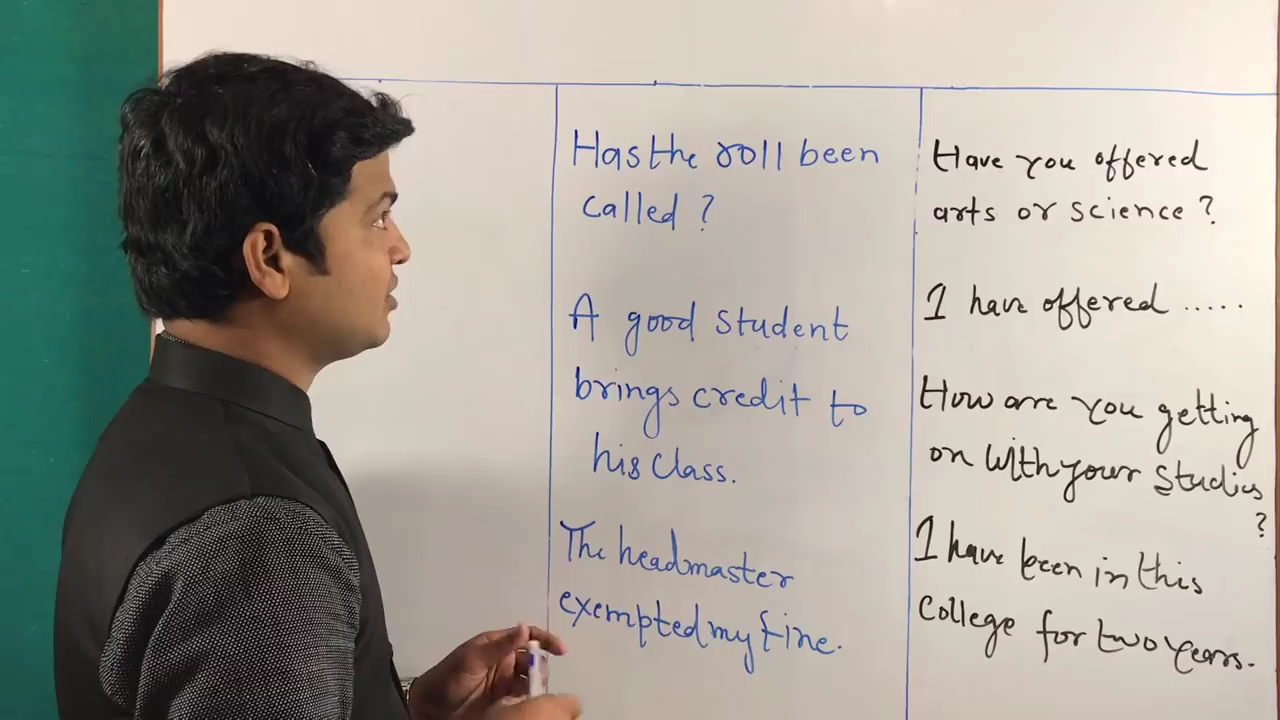 Has the roll been
called ?
A good student
brings credit to
his class.
The headmaster
exempted my fine.
Have you offered
arts or science ?
I have offered .....
How are you getting
on with your studies
?
I have been in this
College for two years.